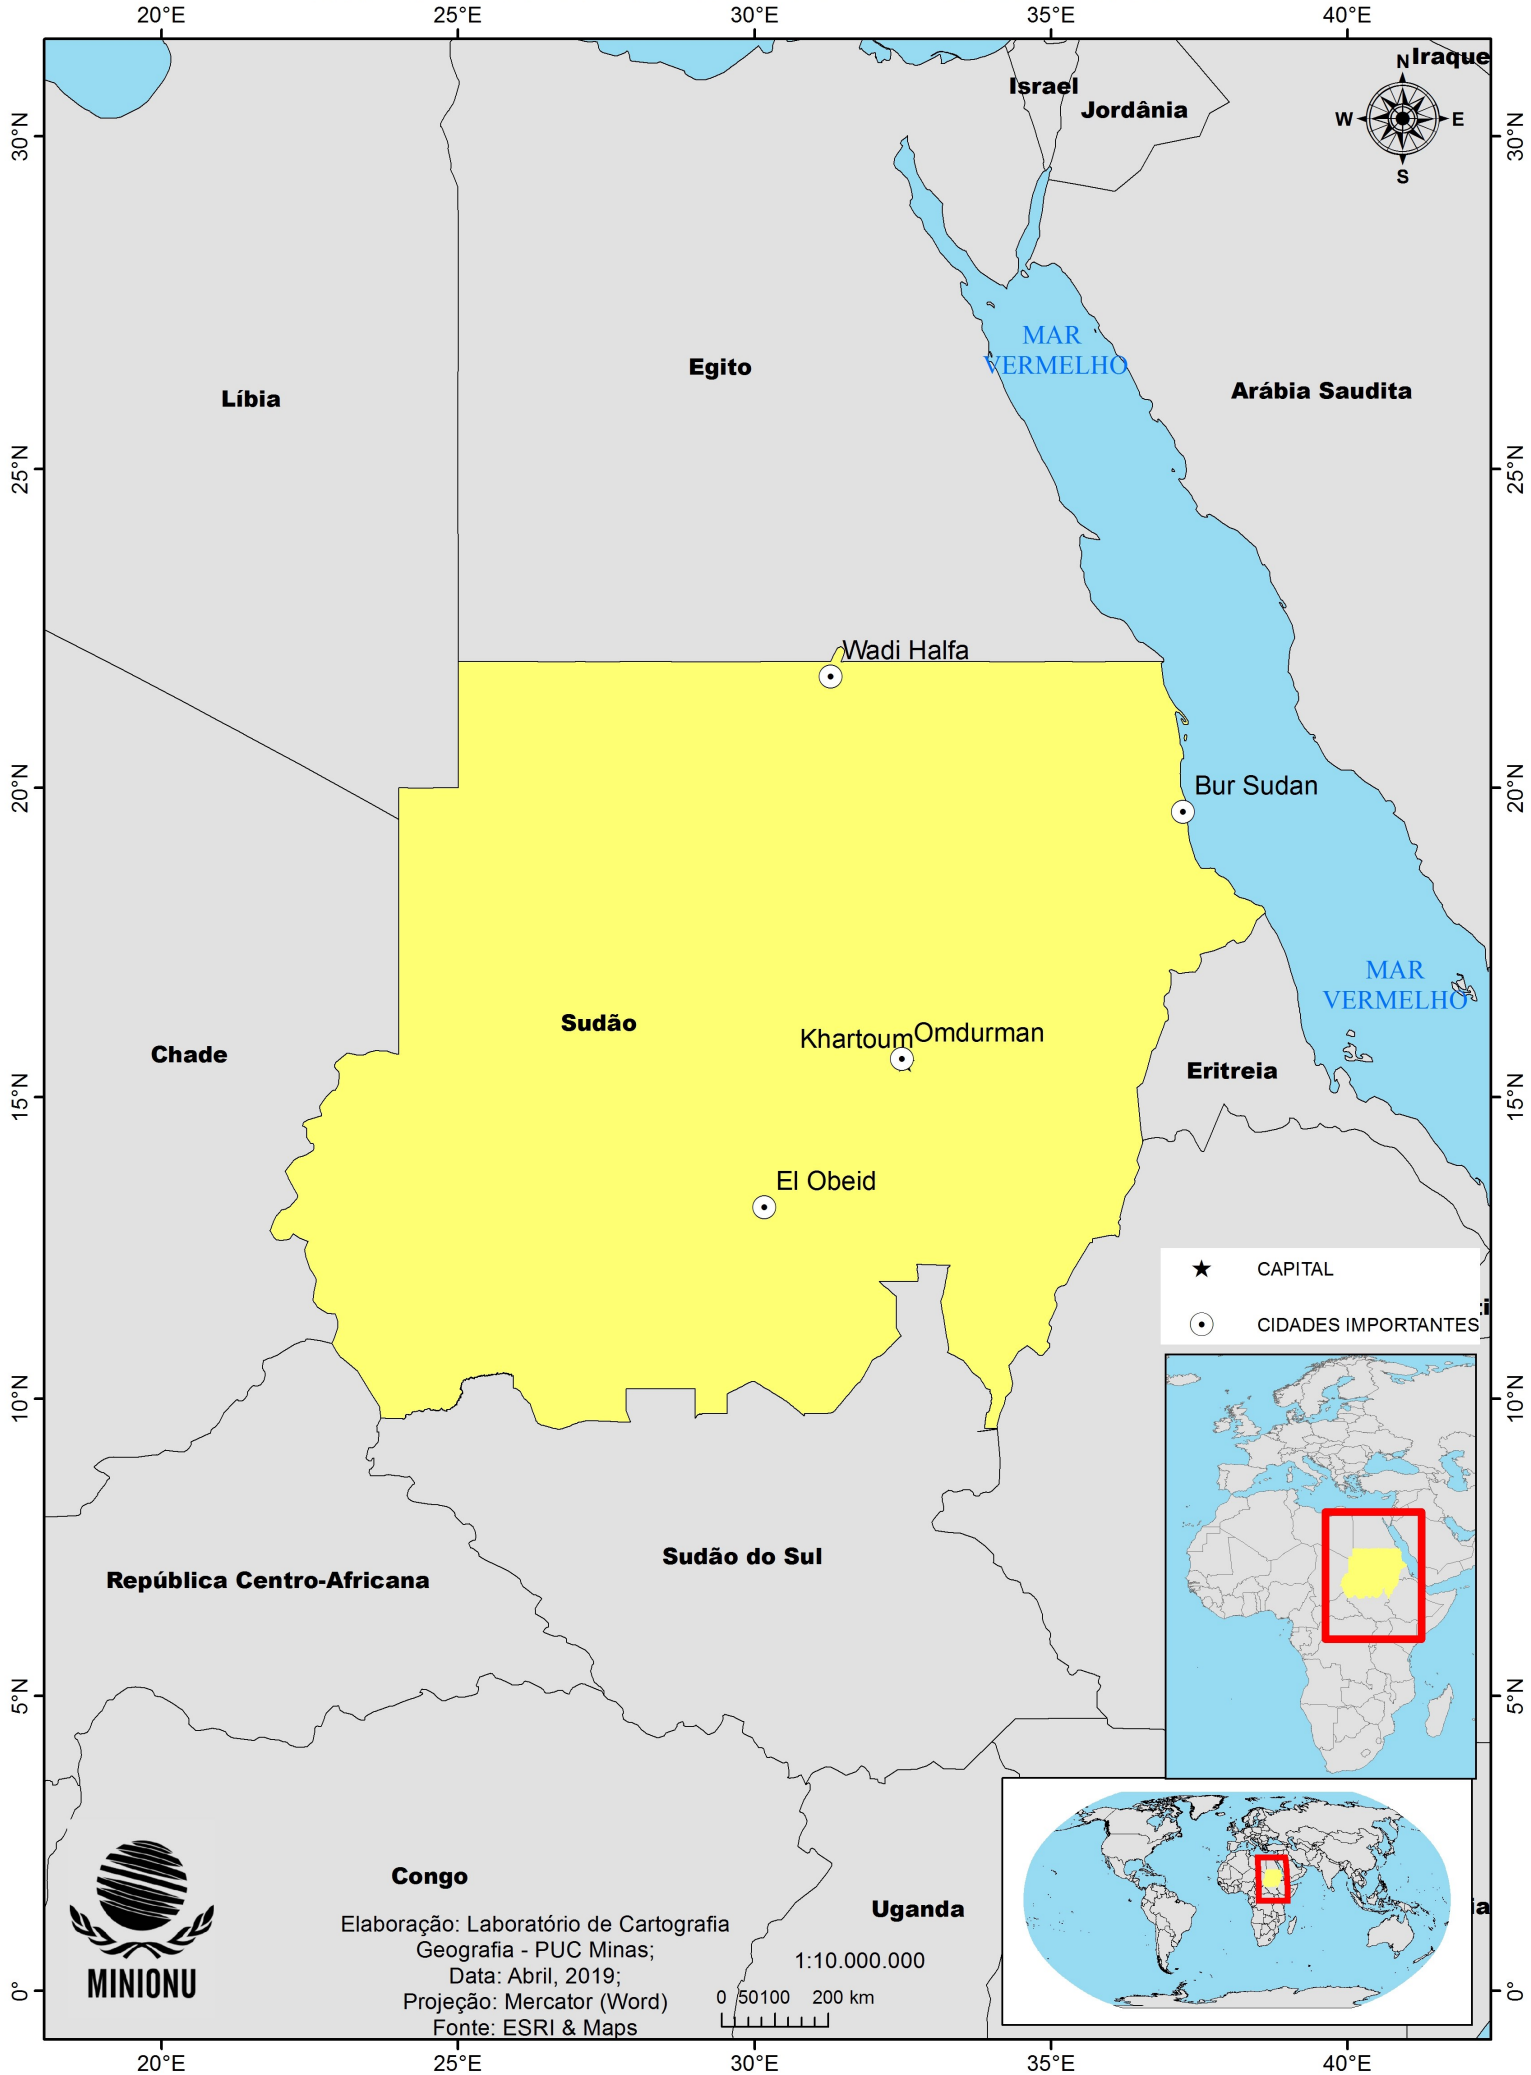 20°E 25°E 30°E 35°E 40°E
Iraque
N
W E
S
Israel
Jordânia
30°N 30°N
MAR
VERMELHO
Egito
Arábia Saudita
Líbia
25°N 25°N
Wadi Halfa
20°N 20°N
Bur Sudan
MAR
VERMELHO
Sudão
Khartoum Omdurman
Chade
Eritreia
15°N 15°N
El Obeid
CAPITAL
CIDADES IMPORTANTES
10°N 10°N
Sudão do Sul
República Centro-Africana
5°N 5°N
Congo
Uganda
MINIONU
Elaboração: Laboratório de Cartografia
Geografia - PUC Minas;
Data: Abril, 2019;
Projeção: Mercator (Word)
Fonte: ESRI & Maps
1:10.000.000
0 50100 200 km
0° 0°
20°E 25°E 30°E 35°E 40°E